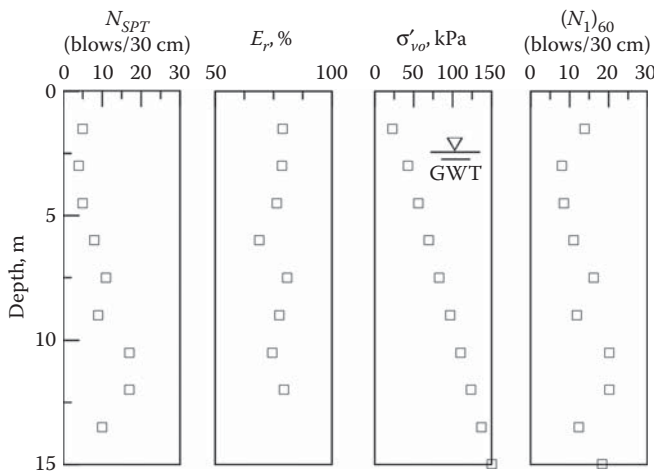 N_SPT
(blows/30 cm)
0 10 20 30
E_r, %
50 100
σ'_vo, kPa
0 50 100 150
(N_1)_60
(blows/30 cm)
0 10 20 30
0
5
10
15
Depth, m
GWT